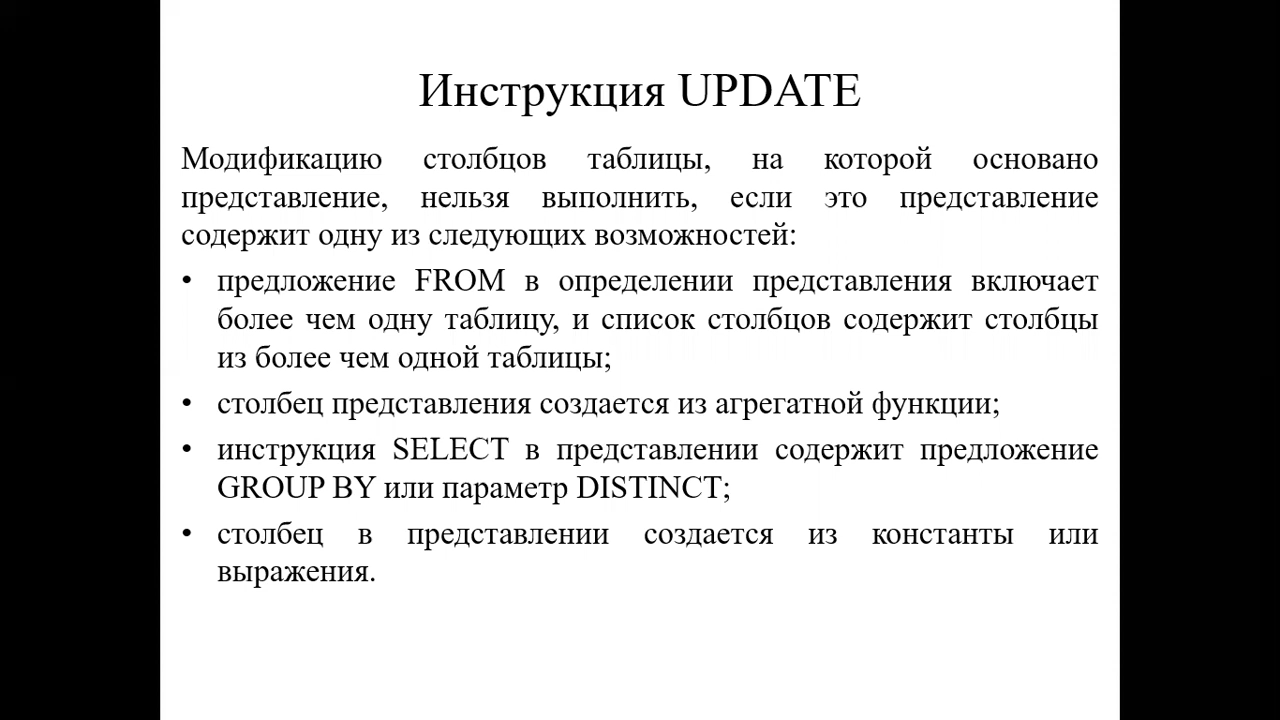 Инструкция UPDATE
Модификацию столбцов таблицы, на которой основано
представление, нельзя выполнить, если это представление
содержит одну из следующих возможностей:
• предложение FROM в определении представления включает
более чем одну таблицу, и список столбцов содержит столбцы
из более чем одной таблицы;
• столбец представления создается из агрегатной функции;
• инструкция SELECT в представлении содержит предложение
GROUP BY или параметр DISTINCT;
• столбец в представлении создается из константы или
выражения.